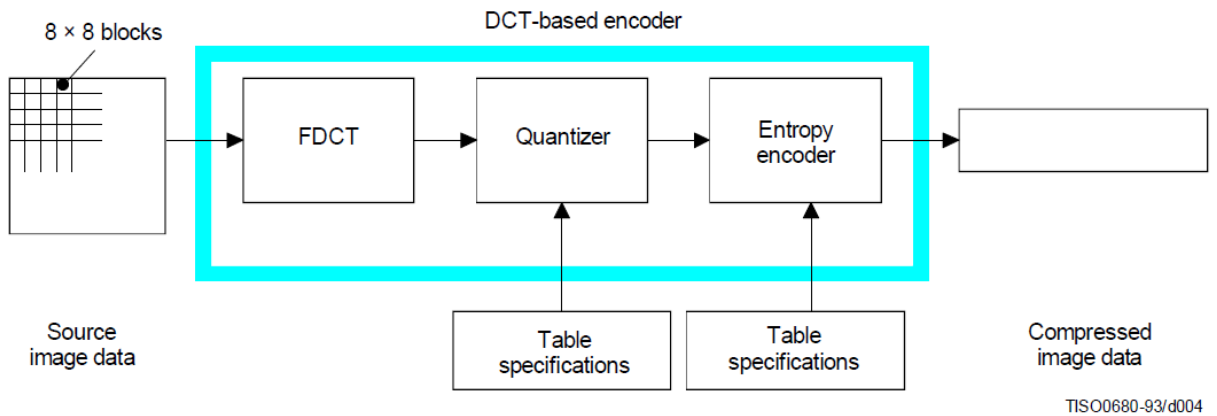 DCT-based encoder
8 × 8 blocks
FDCT
Quantizer
Entropy
encoder
Source
image data
Table
specifications
Table
specifications
Compressed
image data
TISO0680-93/d004